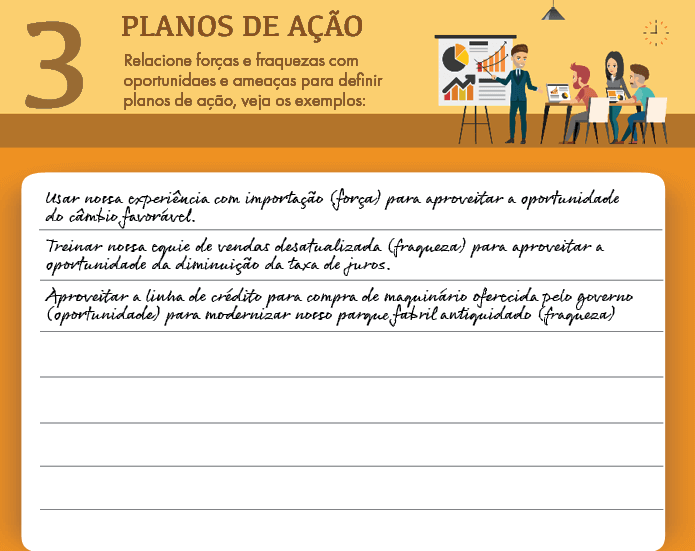 3
PLANOS DE AÇÃO
Relacione forças e fraquezas com
oportunidaes e ameaças para definir
planos de ação, veja os exemplos:
Usar nossa experiência com importação (força) para aproveitar a oportunidade
do câmbio favorável.
Treinar nossa equie de vendas desatualizada (fraqueza) para aproveitar a
oportunidade da diminuição da taxa de juros.
Aproveitar a linha de crédito para compra de maquinário oferecida pelo governo
(oportunidade) para modernizar nosso parque fabril antiquidado (fraqueza)